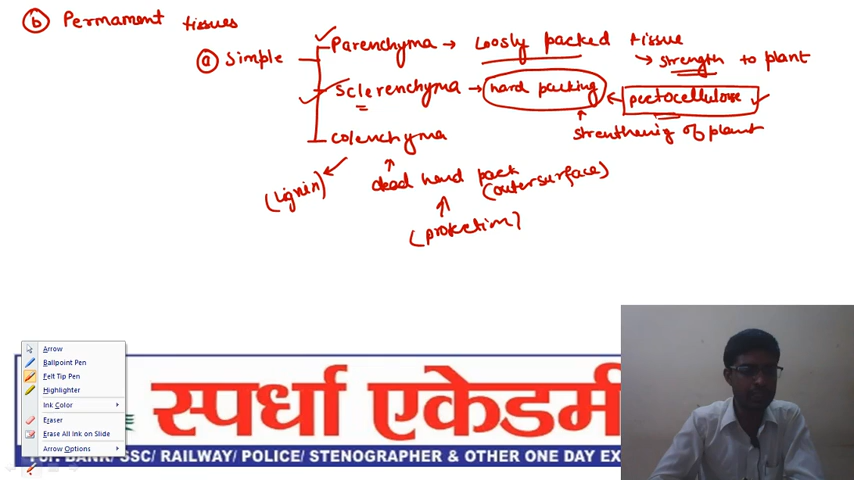 (b) Permament tissues
(a) Simple
Parenchyma → Loosly packed tissue
→ strength to plant
Sclerenchyma → hard packing ← pectocellulose
strenthening of plant
Colenchyma
(lignin)
dead hard pack
(outersurface)
(protection)
Arrow
Ballpoint Pen
Felt Tip Pen
Highlighter
Ink Color
Eraser
Erase All Ink on Slide
Arrow Options
स्पर्धा एकेडमी
BANK/SSC/ RAILWAY/ POLICE/ STENOGRAPHER & OTHER ONE DAY EX